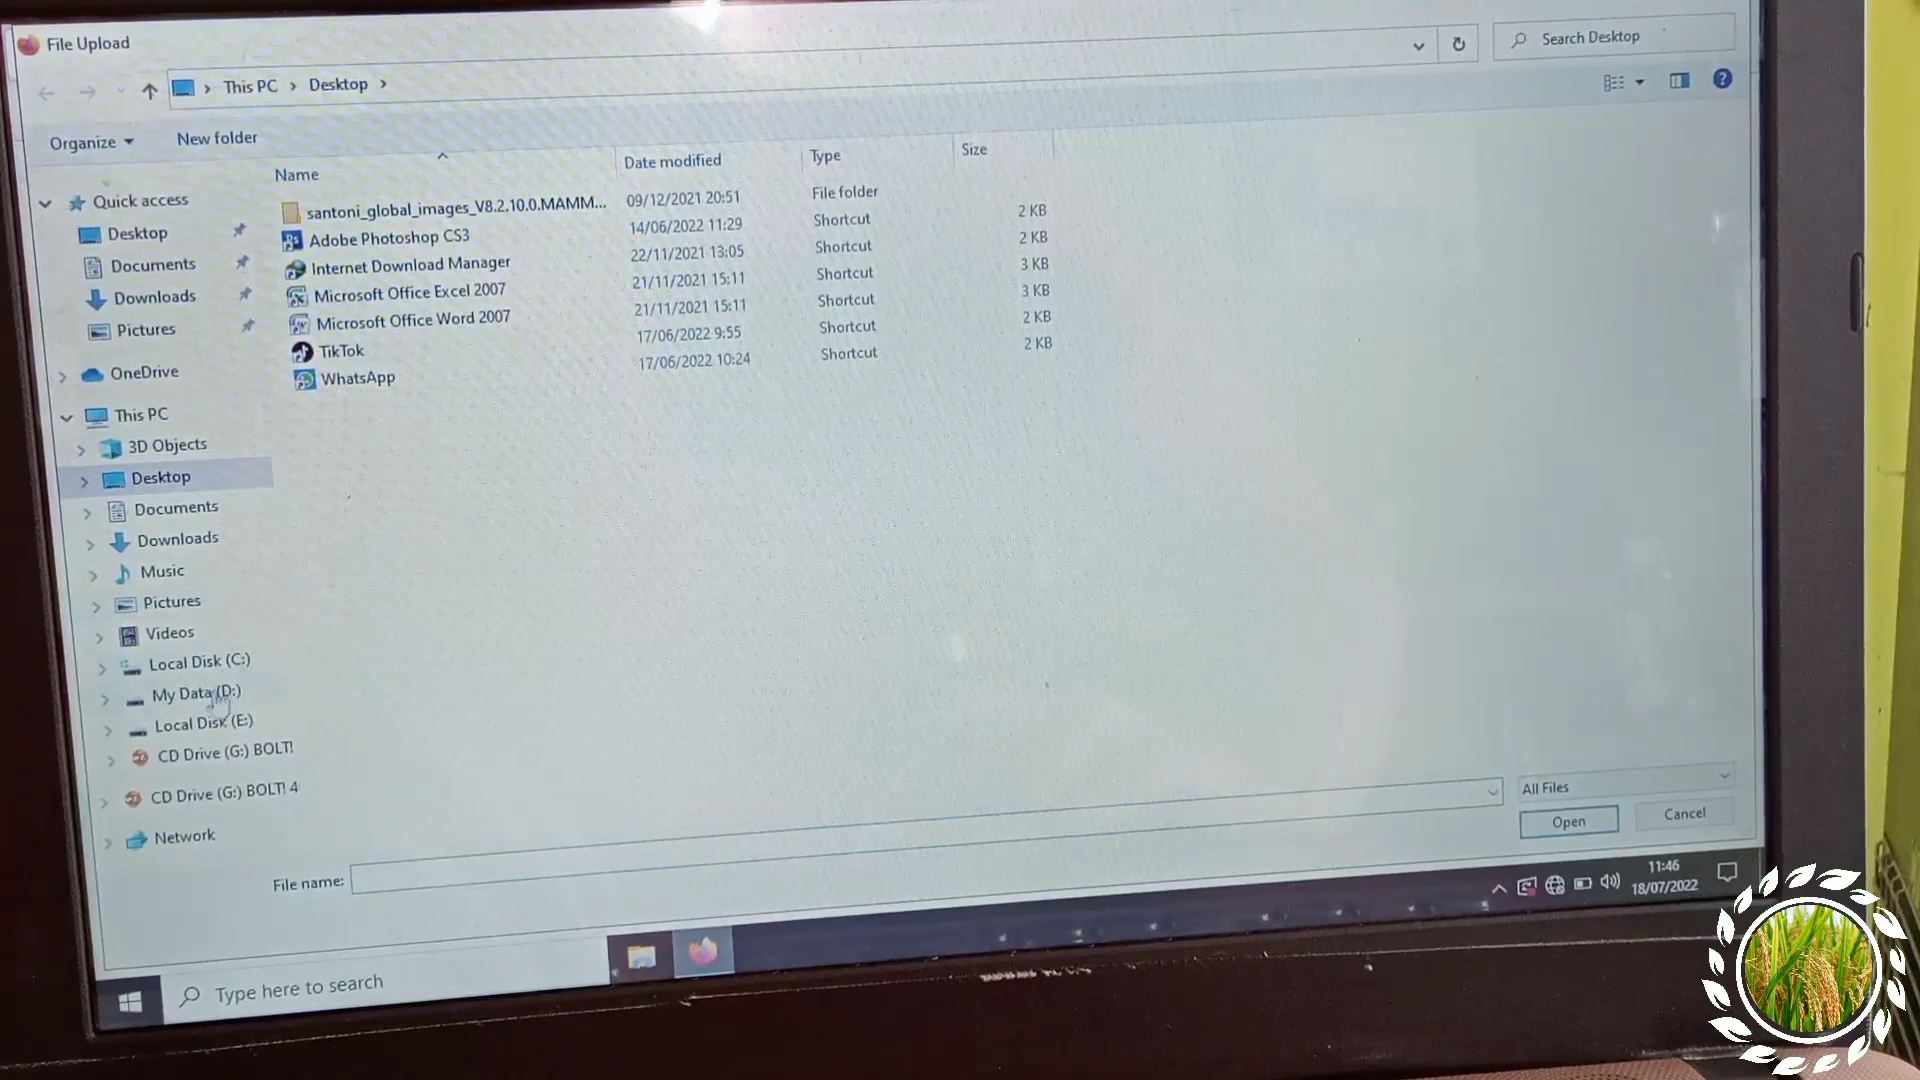 File Upload
This PC > Desktop >
Search Desktop
Organize
New folder
Name
Date modified
Type
Size
santoni_global_images_V8.2.10.0.MAMM... 09/12/2021 20:51 File folder
Adobe Photoshop CS3 14/06/2022 11:29 Shortcut 2 KB
Internet Download Manager 22/11/2021 13:05 Shortcut 2 KB
Microsoft Office Excel 2007 21/11/2021 15:11 Shortcut 3 KB
Microsoft Office Word 2007 21/11/2021 15:11 Shortcut 3 KB
TikTok 17/06/2022 9:55 Shortcut 2 KB
WhatsApp 17/06/2022 10:24 Shortcut 2 KB
Quick access
Desktop
Documents
Downloads
Pictures
OneDrive
This PC
3D Objects
Desktop
Documents
Downloads
Music
Pictures
Videos
Local Disk (C:)
My Data (D:)
Local Disk (E:)
CD Drive (G:) BOLT!
CD Drive (G:) BOLT! 4
Network
File name:
All Files
Open
Cancel
Type here to search
11:46
18/07/2022